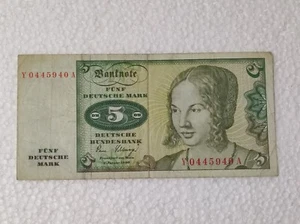 Banknote
Y0445940A
FÜNF
DEUTSCHE MARK
5
5
DEUTSCHE
BUNDESBANK
FÜNF
DEUTSCHE
MARK
Y0445940A